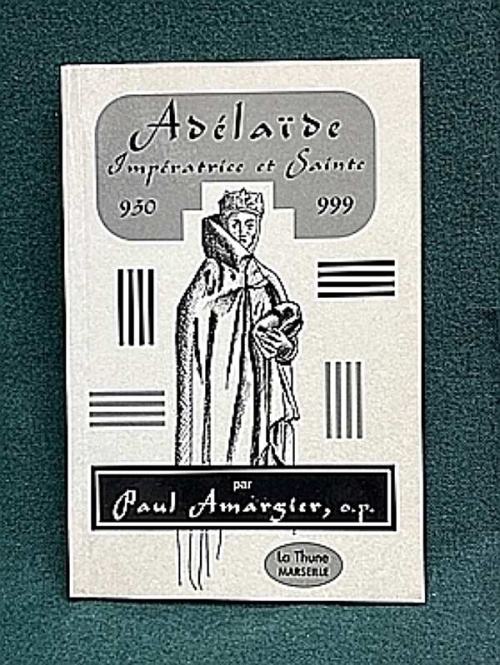 Adélaïde
Impératrice et Sainte
930 999
par
Paul Amargier, o.p.
La Thune
MARSEILLE